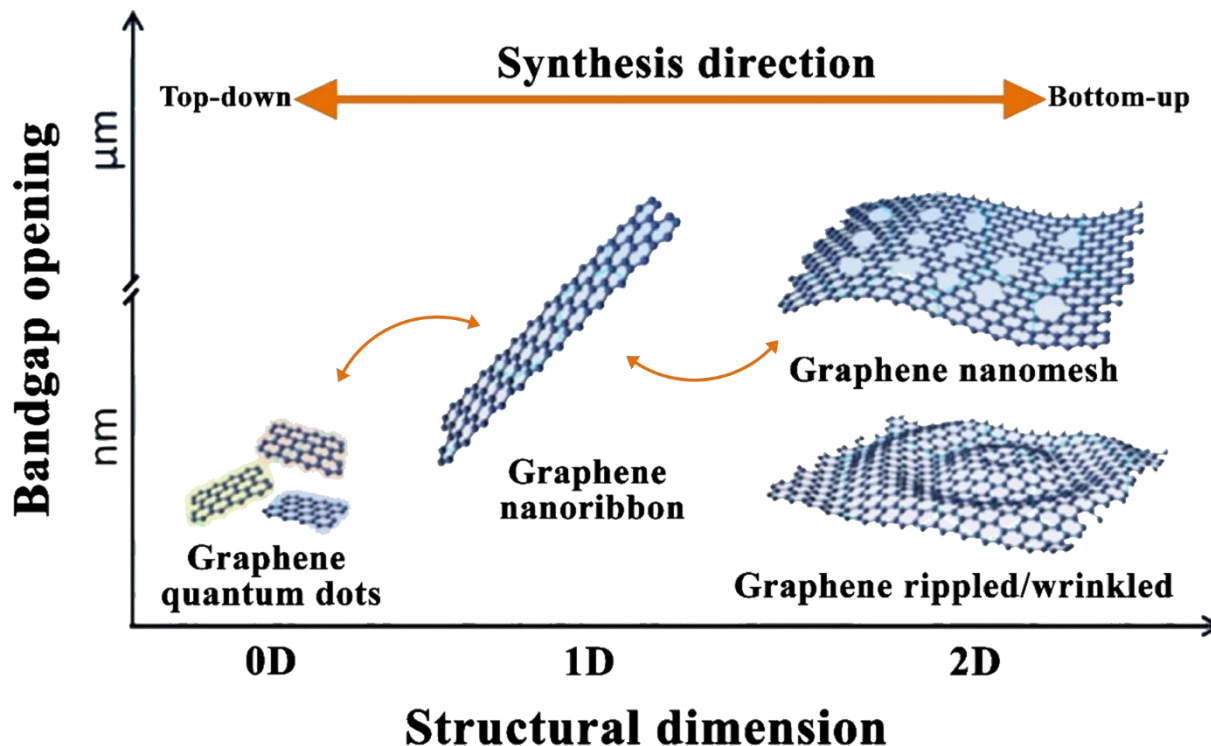 Synthesis direction
Top-down
Bottom-up
Bandgap opening
μm
nm
Graphene nanomesh
Graphene
nanoribbon
Graphene
quantum dots
Graphene rippled/wrinkled
0D
1D
2D
Structural dimension